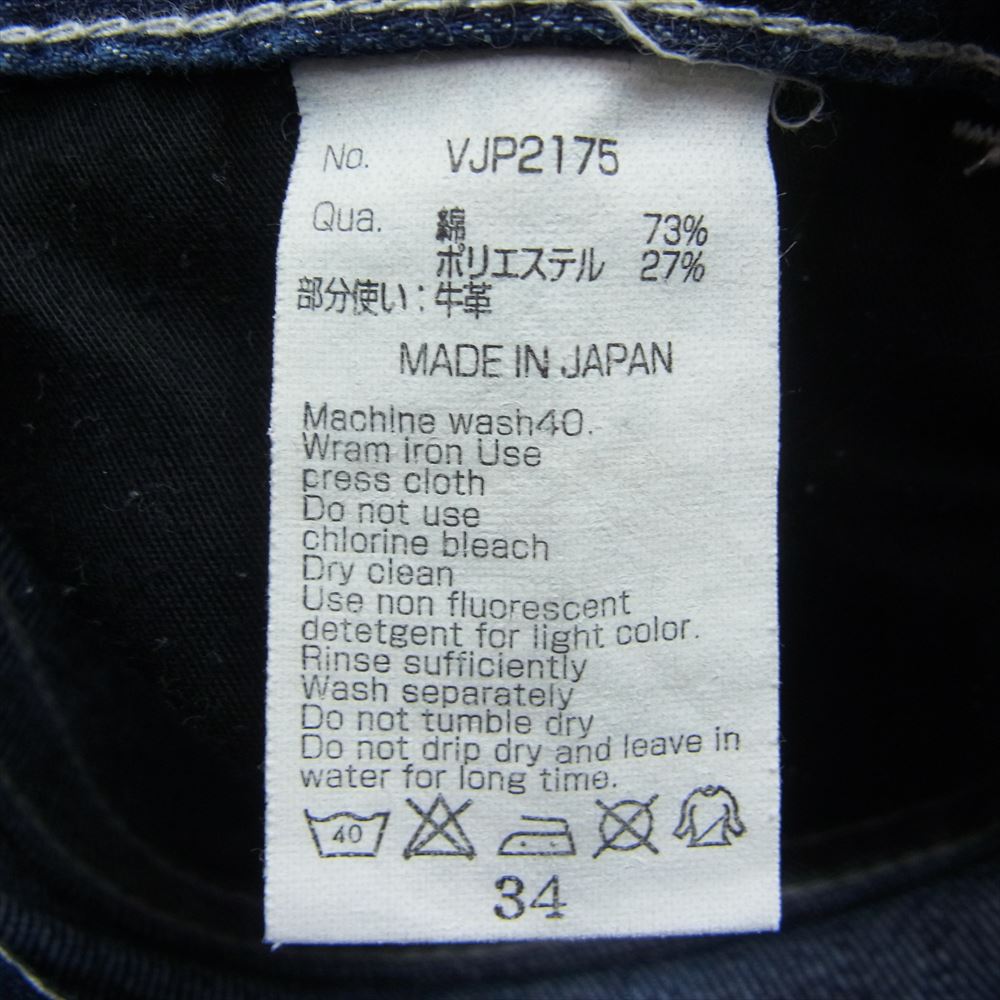 No. VJP2175
Qua. 綿 73%
ポリエステル 27%
部分使い：牛革
MADE IN JAPAN
Machine wash40.
Wram iron Use
press cloth
Do not use
chlorine bleach
Dry clean
Use non fluorescent
detetgent for light color.
Rinse sufficiently
Wash separately
Do not tumble dry
Do not drip dry and leave in
water for long time.
40
34